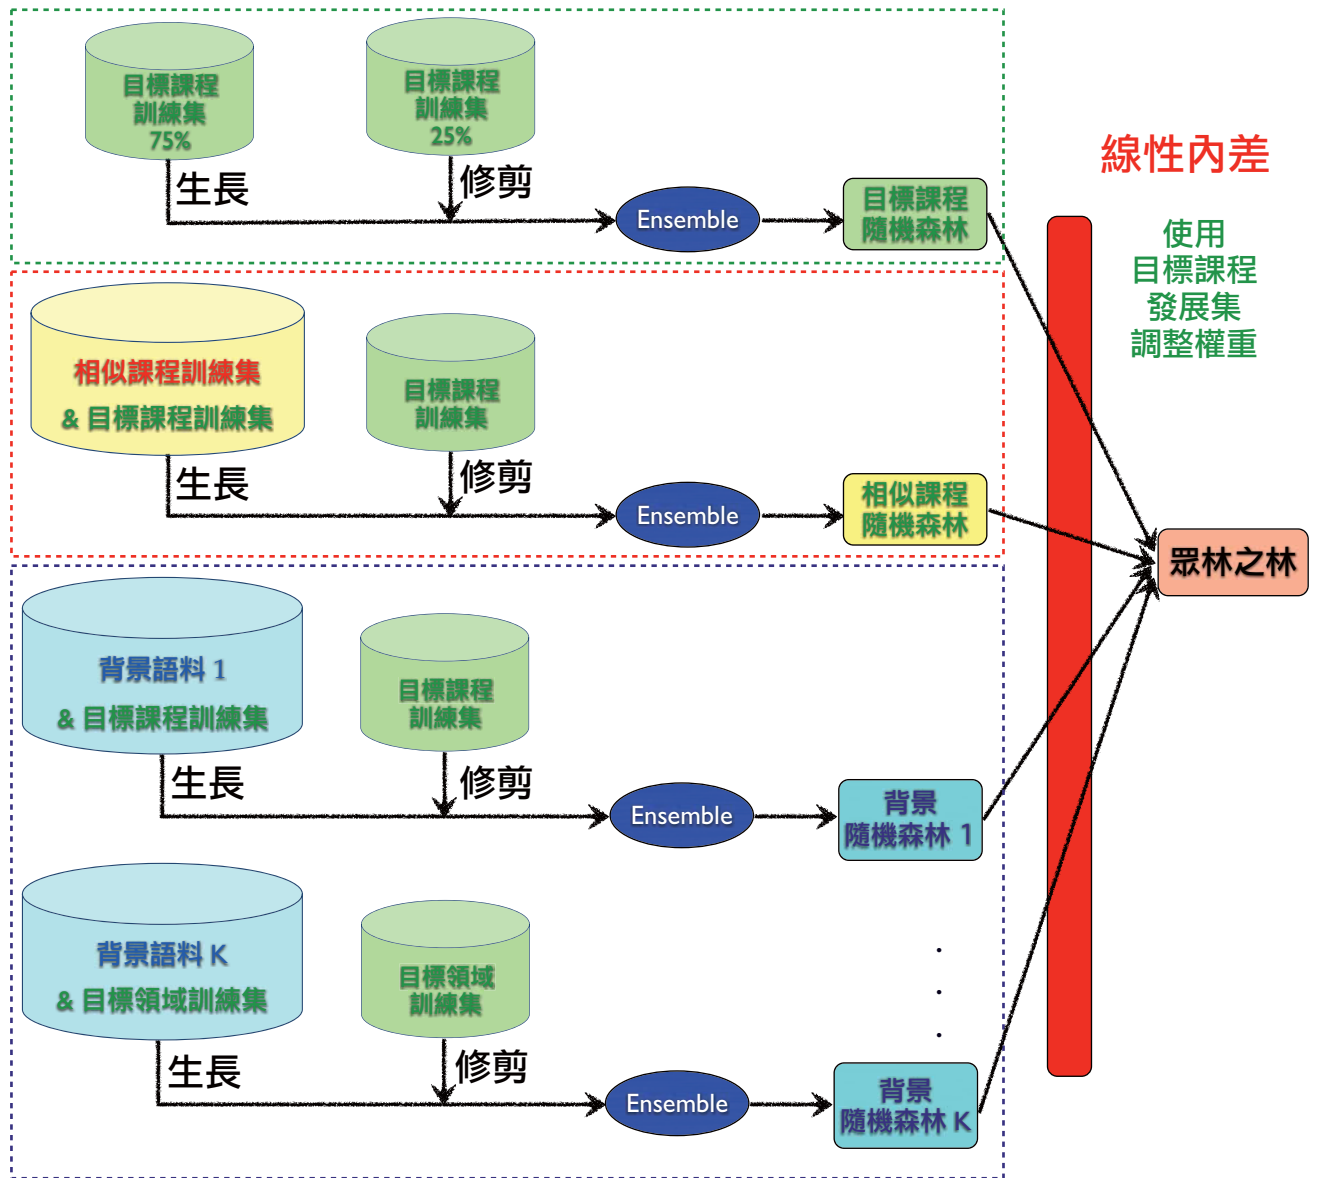 目標課程
訓練集
75%
目標課程
訓練集
25%
生長
修剪
Ensemble
目標課程
隨機森林
線性內差
使用
目標課程
發展集
調整權重
相似課程訓練集
& 目標課程訓練集
目標課程
訓練集
生長
修剪
Ensemble
相似課程
隨機森林
眾林之林
背景語料 1
& 目標課程訓練集
目標課程
訓練集
生長
修剪
Ensemble
背景
隨機森林 1
背景語料 K
& 目標領域訓練集
目標領域
訓練集
生長
修剪
Ensemble
.
.
.
背景
隨機森林 K